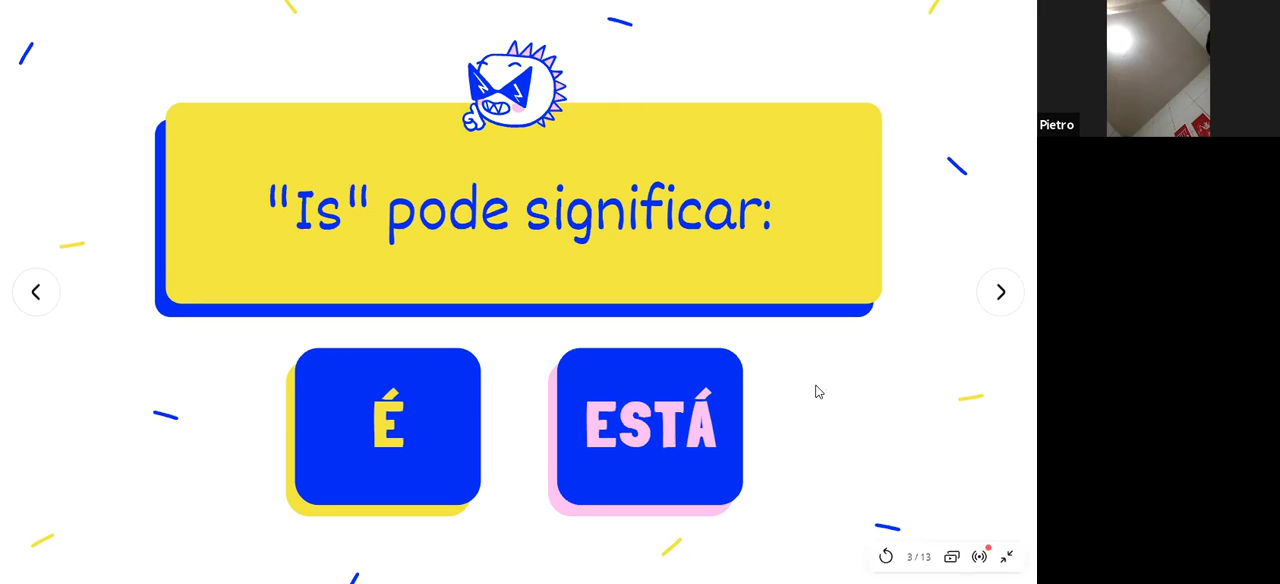 "Is" pode significar:
É
ESTÁ
3 / 13
Pietro